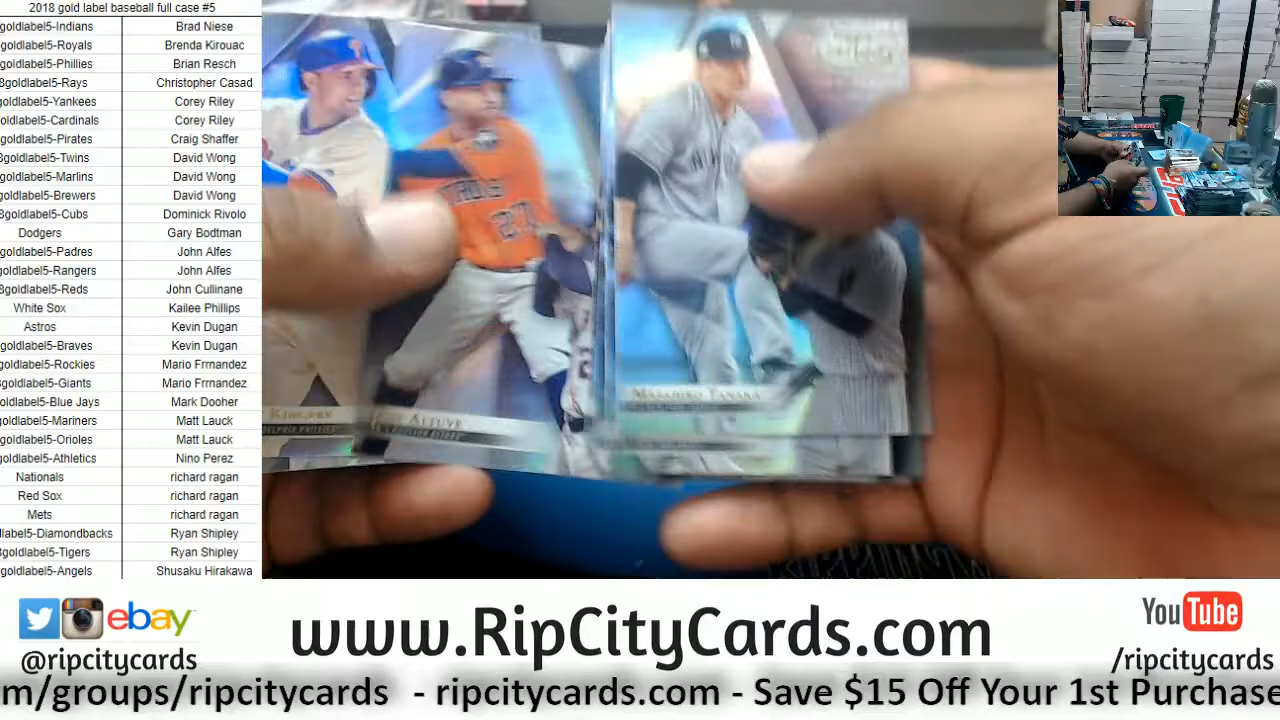 2018 gold label baseball full case #5
goldlabel5-Indians Brad Niese
goldlabel5-Royals Brenda Kirouac
goldlabel5-Phillies Brian Resch
8goldlabel5-Rays Christopher Casad
goldlabel5-Yankees Corey Riley
goldlabel5-Cardinals Corey Riley
goldlabel5-Pirates Craig Shaffer
8goldlabel5-Twins David Wong
goldlabel5-Marlins David Wong
goldlabel5-Brewers David Wong
8goldlabel5-Cubs Dominick Rivolo
Dodgers Gary Bodtman
goldlabel5-Padres John Alfes
goldlabel5-Rangers John Alfes
8goldlabel5-Reds John Cullinane
White Sox Kailee Phillips
Astros Kevin Dugan
goldlabel5-Braves Kevin Dugan
goldlabel5-Rockies Mario Frrnandez
goldlabel5-Giants Mario Frrnandez
goldlabel5-Blue Jays Mark Dooher
goldlabel5-Mariners Matt Lauck
goldlabel5-Orioles Matt Lauck
goldlabel5-Athletics Nino Perez
Nationals richard ragan
Red Sox richard ragan
Mets richard ragan
label5-Diamondbacks Ryan Shipley
goldlabel5-Tigers Ryan Shipley
goldlabel5-Angels Shusaku Hirakawa
27
Kingery
Altuve
Masahiro Tanaka
ebay
@ripcitycards
www.RipCityCards.com
YouTube
/ripcitycards
m/groups/ripcitycards - ripcitycards.com - Save $15 Off Your 1st Purchase